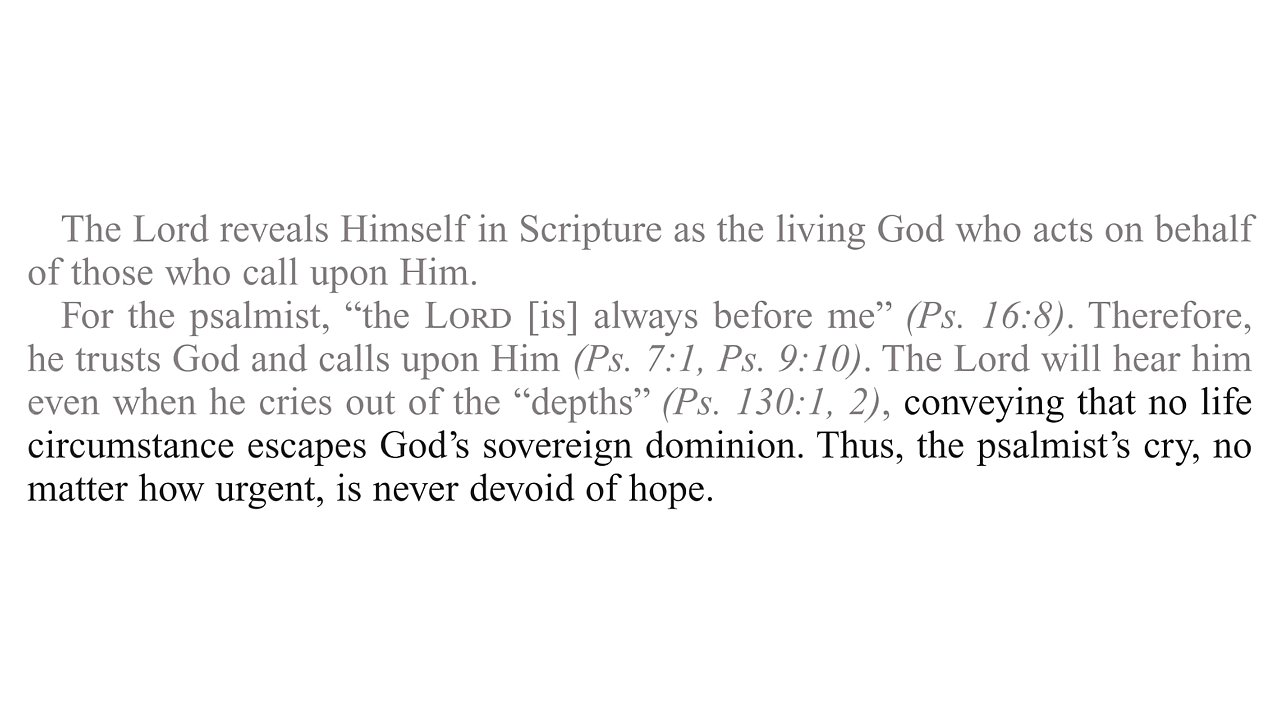 The Lord reveals Himself in Scripture as the living God who acts on behalf
of those who call upon Him.
For the psalmist, “the LORD [is] always before me” (Ps. 16:8). Therefore,
he trusts God and calls upon Him (Ps. 7:1, Ps. 9:10). The Lord will hear him
even when he cries out of the “depths” (Ps. 130:1, 2), conveying that no life
circumstance escapes God’s sovereign dominion. Thus, the psalmist’s cry, no
matter how urgent, is never devoid of hope.